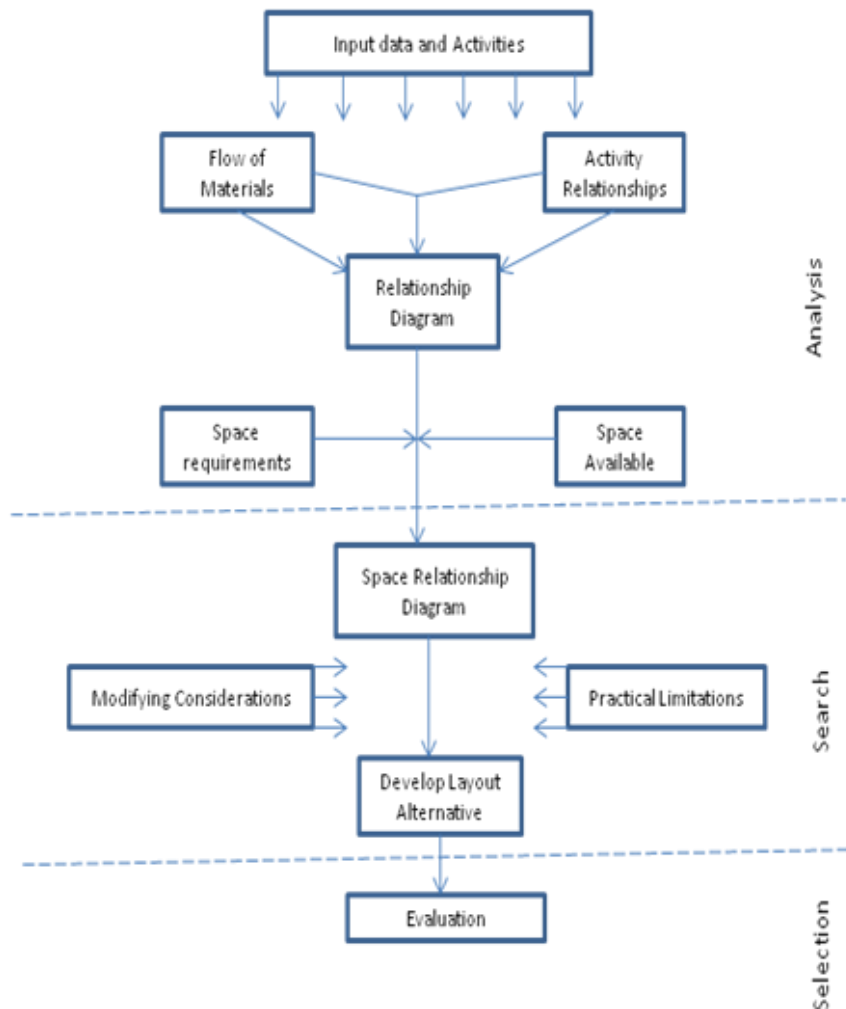 Input data and Activities
Flow of
Materials
Activity
Relationships
Relationship
Diagram
Analysis
Space
requirements
Space
Available
Space Relationship
Diagram
Modifying Considerations
Practical Limitations
Search
Develop Layout
Alternative
Evaluation
Selection